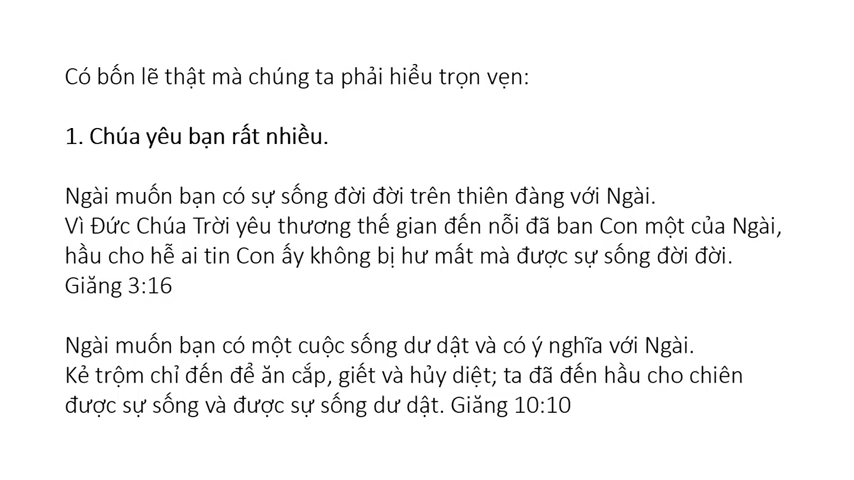 Có bốn lẽ thật mà chúng ta phải hiểu trọn vẹn:
1. Chúa yêu bạn rất nhiều.
Ngài muốn bạn có sự sống đời đời trên thiên đàng với Ngài.
Vì Đức Chúa Trời yêu thương thế gian đến nỗi đã ban Con một của Ngài,
hầu cho hễ ai tin Con ấy không bị hư mất mà được sự sống đời đời.
Giăng 3:16
Ngài muốn bạn có một cuộc sống dư dật và có ý nghĩa với Ngài.
Kẻ trộm chỉ đến để ăn cắp, giết và hủy diệt; ta đã đến hầu cho chiên
được sự sống và được sự sống dư dật. Giăng 10:10